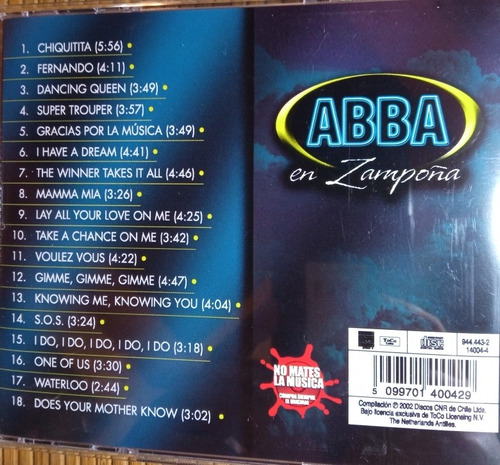 1. CHIQUITITA (5:56)
2. FERNANDO (4:11)
3. DANCING QUEEN (3:49)
4. SUPER TROUPER (3:57)
5. GRACIAS POR LA MÚSICA (3:49)
6. I HAVE A DREAM (4:41)
7. THE WINNER TAKES IT ALL (4:46)
8. MAMMA MIA (3:26)
9. LAY ALL YOUR LOVE ON ME (4:25)
10. TAKE A CHANCE ON ME (3:42)
11. VOULEZ VOUS (4:22)
12. GIMME, GIMME, GIMME (4:47)
13. KNOWING ME, KNOWING YOU (4:04)
14. S.O.S. (3:24)
15. I DO, I DO, I DO, I DO, I DO (3:18)
16. ONE OF US (3:30)
17. WATERLOO (2:44)
18. DOES YOUR MOTHER KNOW (3:02)
ABBA
en Zampoña
NO MATES
LA MÚSICA
COMPRA SIEMPRE
EL ORIGINAL
ToCo
disc
944.443-2
14004-4
5 099701 400429
Compilación ℗ 2002 Discos CNR de Chile Ltda.
Bajo licencia exclusiva de ToCo Licensing N.V.
The Netherlands Antilles.